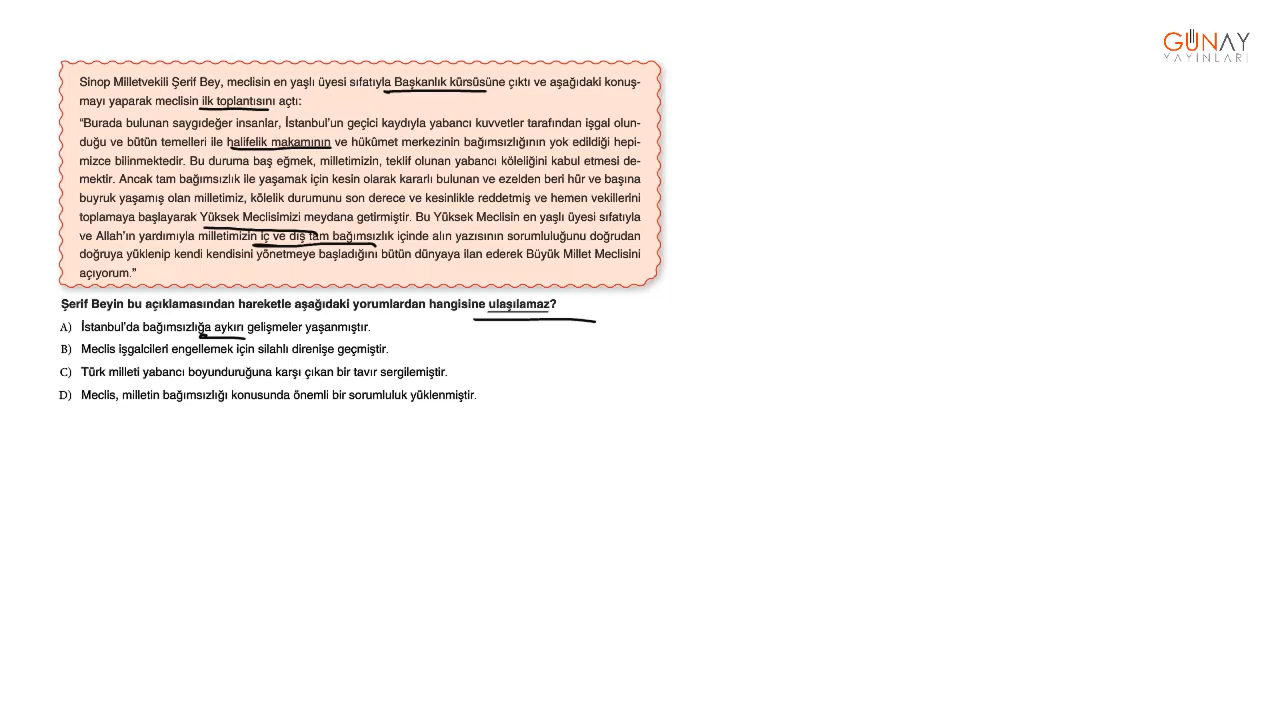 GÜNAY
YAYINLARI
Sinop Milletvekili Şerif Bey, meclisin en yaşlı üyesi sıfatıyla Başkanlık kürsüsüne çıktı ve aşağıdaki konuş-
mayı yaparak meclisin ilk toplantısını açtı:
“Burada bulunan saygıdeğer insanlar, İstanbul’un geçici kaydıyla yabancı kuvvetler tarafından işgal olun-
duğu ve bütün temelleri ile halifelik makamının ve hükûmet merkezinin bağımsızlığının yok edildiği hepi-
mizce bilinmektedir. Bu duruma baş eğmek, milletimizin, teklif olunan yabancı köleliğini kabul etmesi de-
mektir. Ancak tam bağımsızlık ile yaşamak için kesin olarak kararlı bulunan ve ezelden beri hür ve başına
buyruk yaşamış olan milletimiz, kölelik durumunu son derece ve kesinlikle reddetmiş ve hemen vekillerini
toplamaya başlayarak Yüksek Meclisimizi meydana getirmiştir. Bu Yüksek Meclisin en yaşlı üyesi sıfatıyla
ve Allah’ın yardımıyla milletimizin iç ve dış tam bağımsızlık içinde alın yazısının sorumluluğunu doğrudan
doğruya yüklenip kendi kendisini yönetmeye başladığını bütün dünyaya ilan ederek Büyük Millet Meclisini
açıyorum.”
Şerif Beyin bu açıklamasından hareketle aşağıdaki yorumlardan hangisine ulaşılamaz?
A) İstanbul’da bağımsızlığa aykırı gelişmeler yaşanmıştır.
B) Meclis işgalcileri engellemek için silahlı direnişe geçmiştir.
C) Türk milleti yabancı boyunduruğuna karşı çıkan bir tavır sergilemiştir.
D) Meclis, milletin bağımsızlığı konusunda önemli bir sorumluluk yüklenmiştir.